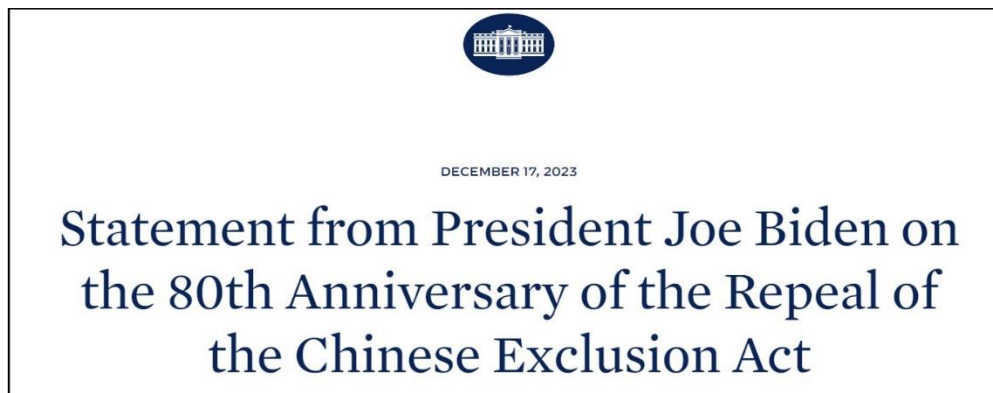 DECEMBER 17, 2023
Statement from President Joe Biden on
the 80th Anniversary of the Repeal of
the Chinese Exclusion Act